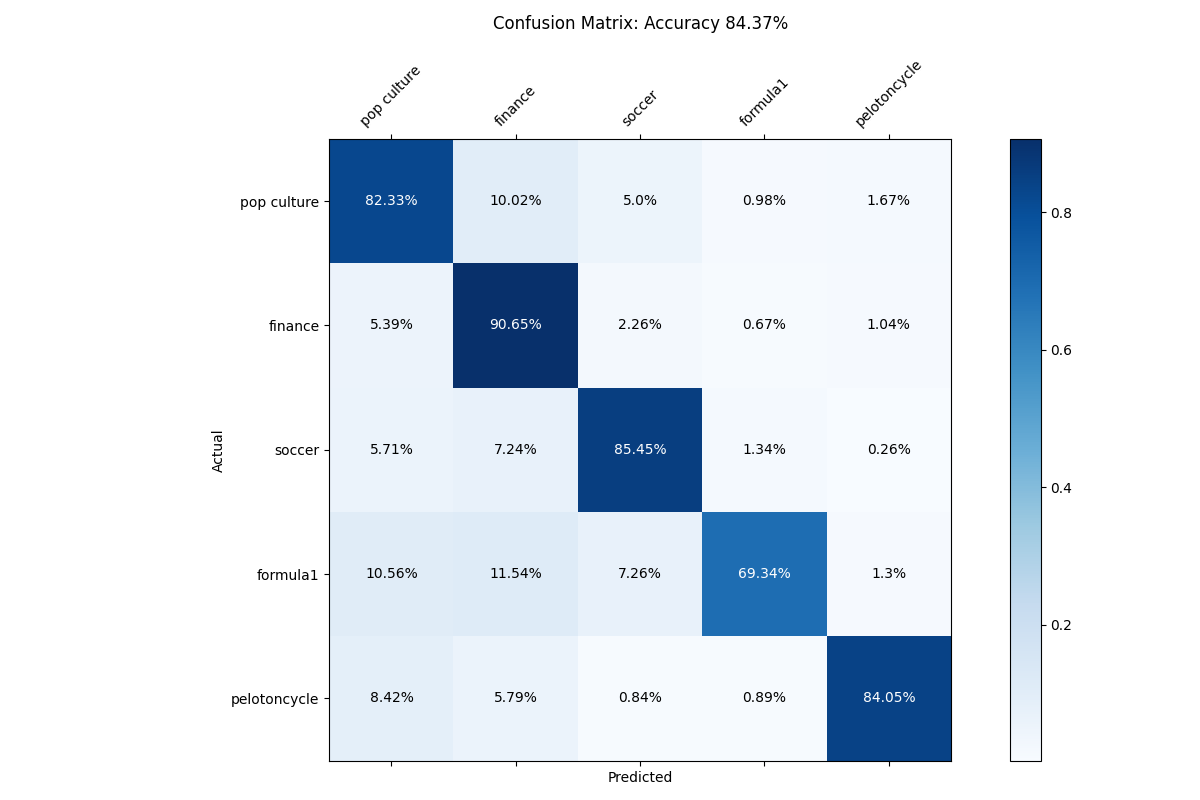 Confusion Matrix: Accuracy 84.37%
pop culture
finance
soccer
formula1
pelotoncycle
pop culture
82.33%
10.02%
5.0%
0.98%
1.67%
finance
5.39%
90.65%
2.26%
0.67%
1.04%
soccer
5.71%
7.24%
85.45%
1.34%
0.26%
formula1
10.56%
11.54%
7.26%
69.34%
1.3%
pelotoncycle
8.42%
5.79%
0.84%
0.89%
84.05%
Actual
Predicted
0.8
0.6
0.4
0.2